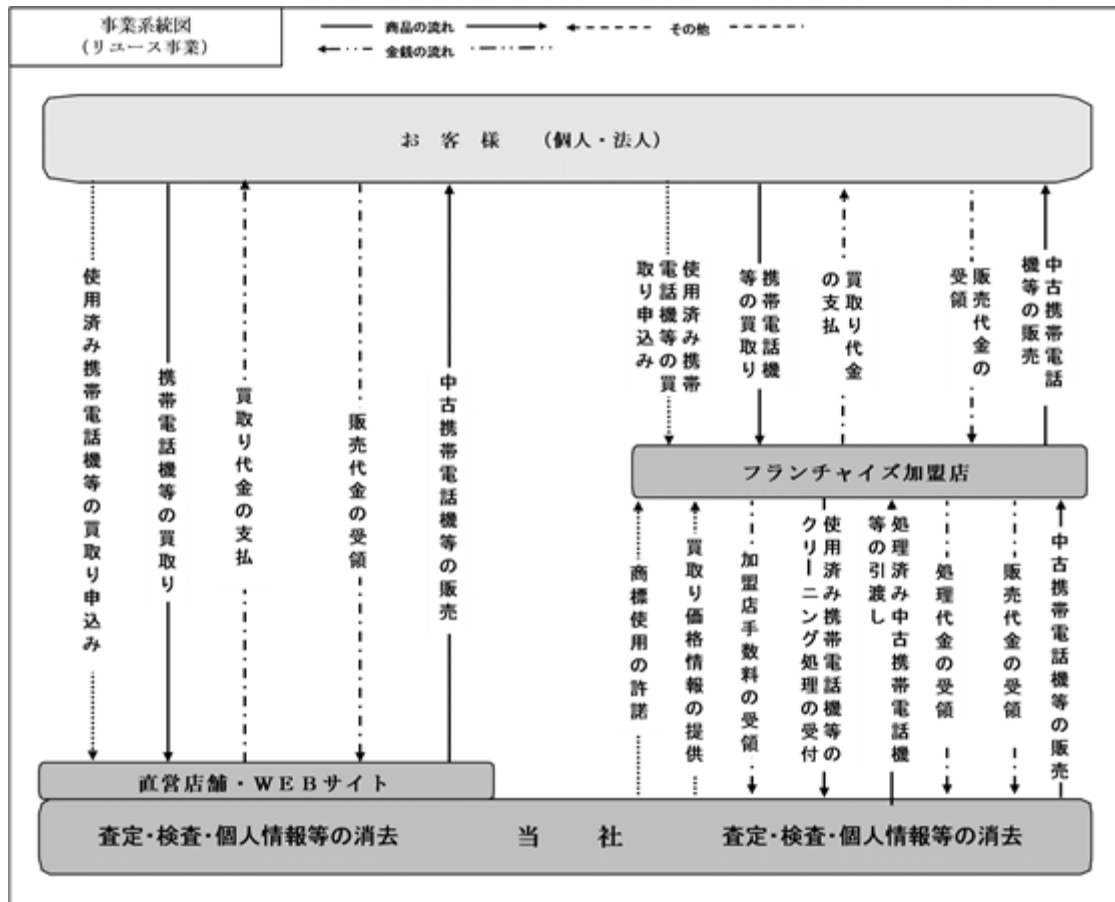 事業系統図
(リユース事業)
商品の流れ
その他
金銭の流れ
お 客 様 (個人・法人)
使用済み携帯電話機等の買取り申込み
携帯電話機等の買取り
買取り代金の支払
販売代金の受領
中古携帯電話機等の販売
使用済み携帯
電話機等の買
取り申込み
携帯電話機
等の買取り
買取り代金
の支払
販売代金の
受領
中古携帯電話
機等の販売
フランチャイズ加盟店
商標使用の許諾
買取り価格情報の提供
加盟店手数料の受領
使用済み携帯電話機等の
クリーニング処理の受付
処理済み中古携帯電話機
等の引渡し
処理代金の受領
販売代金の受領
中古携帯電話機等の販売
直営店舗・WEBサイト
査定・検査・個人情報等の消去
当 社
査定・検査・個人情報等の消去